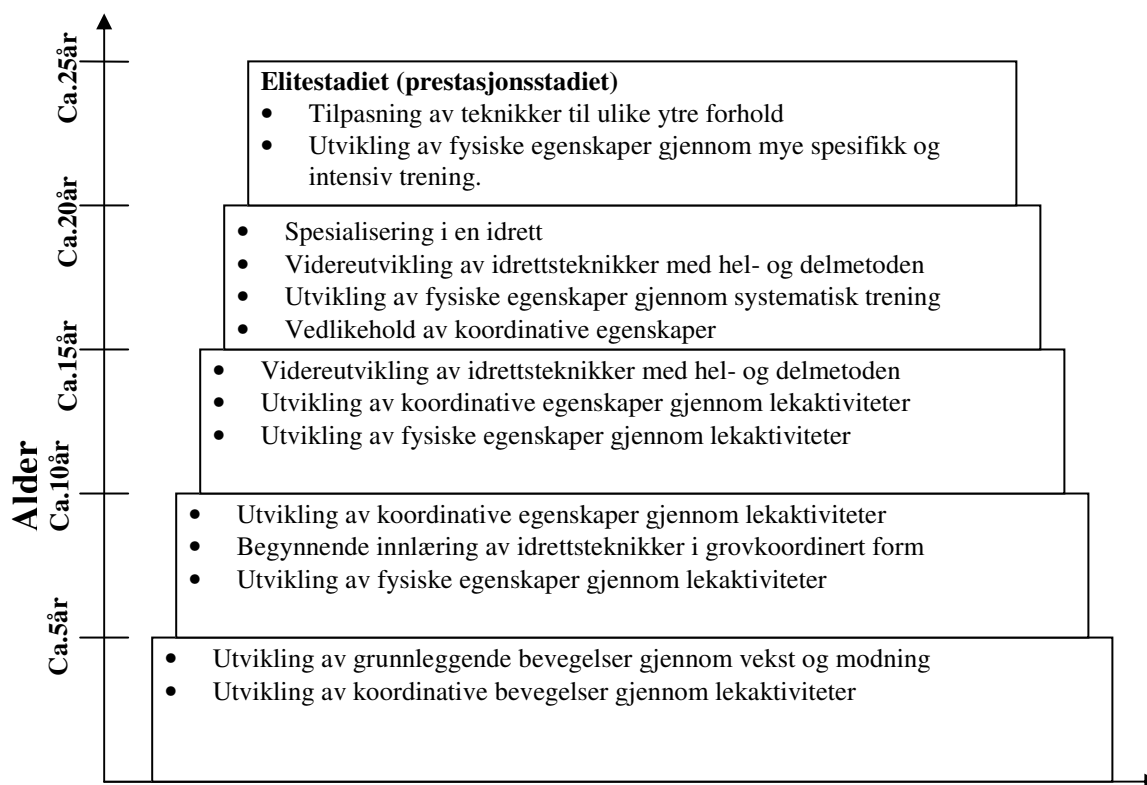 Ca.25år
Elitestadiet (prestasjonsstadiet)
• Tilpasning av teknikker til ulike ytre forhold
• Utvikling av fysiske egenskaper gjennom mye spesifikk og
intensiv trening.
Ca.20år
• Spesialisering i en idrett
• Videreutvikling av idrettsteknikker med hel- og delmetoden
• Utvikling av fysiske egenskaper gjennom systematisk trening
• Vedlikehold av koordinative egenskaper
Ca.15år
• Videreutvikling av idrettsteknikker med hel- og delmetoden
• Utvikling av koordinative egenskaper gjennom lekaktiviteter
• Utvikling av fysiske egenskaper gjennom lekaktiviteter
Alder
Ca.10år
• Utvikling av koordinative egenskaper gjennom lekaktiviteter
• Begynnende innlæring av idrettsteknikker i grovkoordinert form
• Utvikling av fysiske egenskaper gjennom lekaktiviteter
Ca.5år
• Utvikling av grunnleggende bevegelser gjennom vekst og modning
• Utvikling av koordinative bevegelser gjennom lekaktiviteter